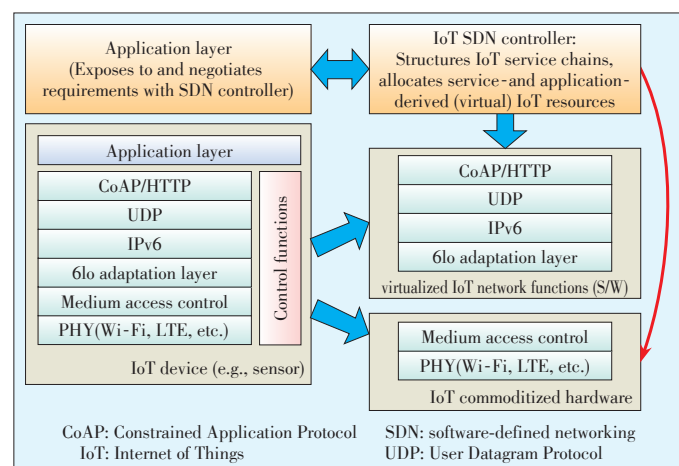 Application layer
(Exposes to and negotiates
requirements with SDN controller)
IoT SDN controller:
Structures IoT service chains,
allocates service-and application-
derived (virtual) IoT resources
Application layer
CoAP/HTTP
UDP
IPv6
6lo adaptation layer
Medium access control
PHY(Wi-Fi, LTE, etc.)
Control functions
IoT device (e.g., sensor)
CoAP/HTTP
UDP
IPv6
6lo adaptation layer
virtualized IoT network functions (S/W)
Medium access control
PHY(Wi-Fi, LTE, etc.)
IoT commoditized hardware
CoAP: Constrained Application Protocol
IoT: Internet of Things
SDN: software-defined networking
UDP: User Datagram Protocol